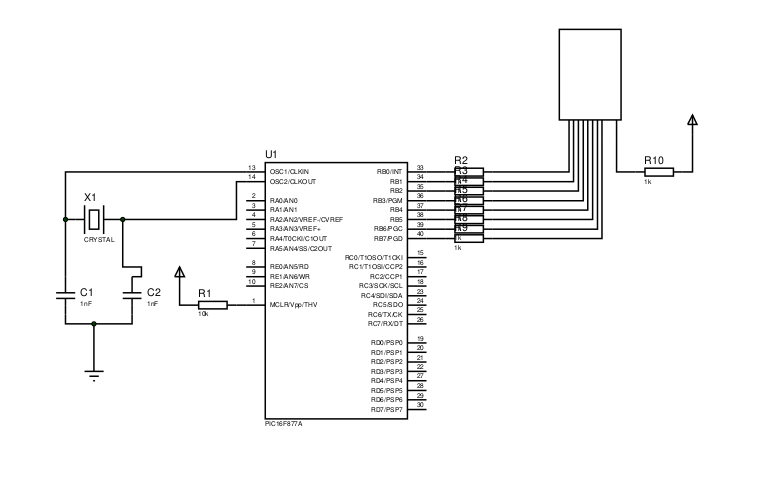 U1
13 OSC1/CLKIN
14 OSC2/CLKOUT
2 RA0/AN0
3 RA1/AN1
4 RA2/AN2/VREF-/CVREF
5 RA3/AN3/VREF+
6 RA4/T0CKI/C1OUT
7 RA5/AN4/SS/C2OUT
8 RE0/AN5/RD
9 RE1/AN6/WR
10 RE2/AN7/CS
1 MCLR/Vpp/THV
RB0/INT 33
RB1 34
RB2 35
RB3/PGM 36
RB4 37
RB5 38
RB6/PGC 39
RB7/PGD 40
RC0/T1OSO/T1CKI 15
RC1/T1OSI/CCP2 16
RC2/CCP1 17
RC3/SCK/SCL 18
RC4/SDI/SDA 23
RC5/SDO 24
RC6/TX/CK 25
RC7/RX/DT 26
RD0/PSP0 19
RD1/PSP1 20
RD2/PSP2 21
RD3/PSP3 22
RD4/PSP4 27
RD5/PSP5 28
RD6/PSP6 29
RD7/PSP7 30
PIC16F877A
X1
CRYSTAL
C1
1nF
C2
1nF
R1
10k
R2
R3
1k
R10
1k